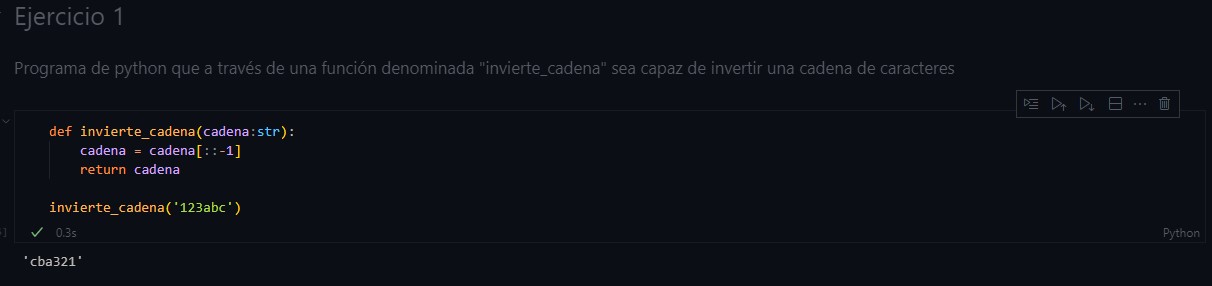 Ejercicio 1
Programa de python que a través de una función denominada "invierte_cadena" sea capaz de invertir una cadena de caracteres
def invierte_cadena(cadena:str):
    cadena = cadena[::-1]
    return cadena
invierte_cadena('123abc')
0.3s
Python
'cba321'